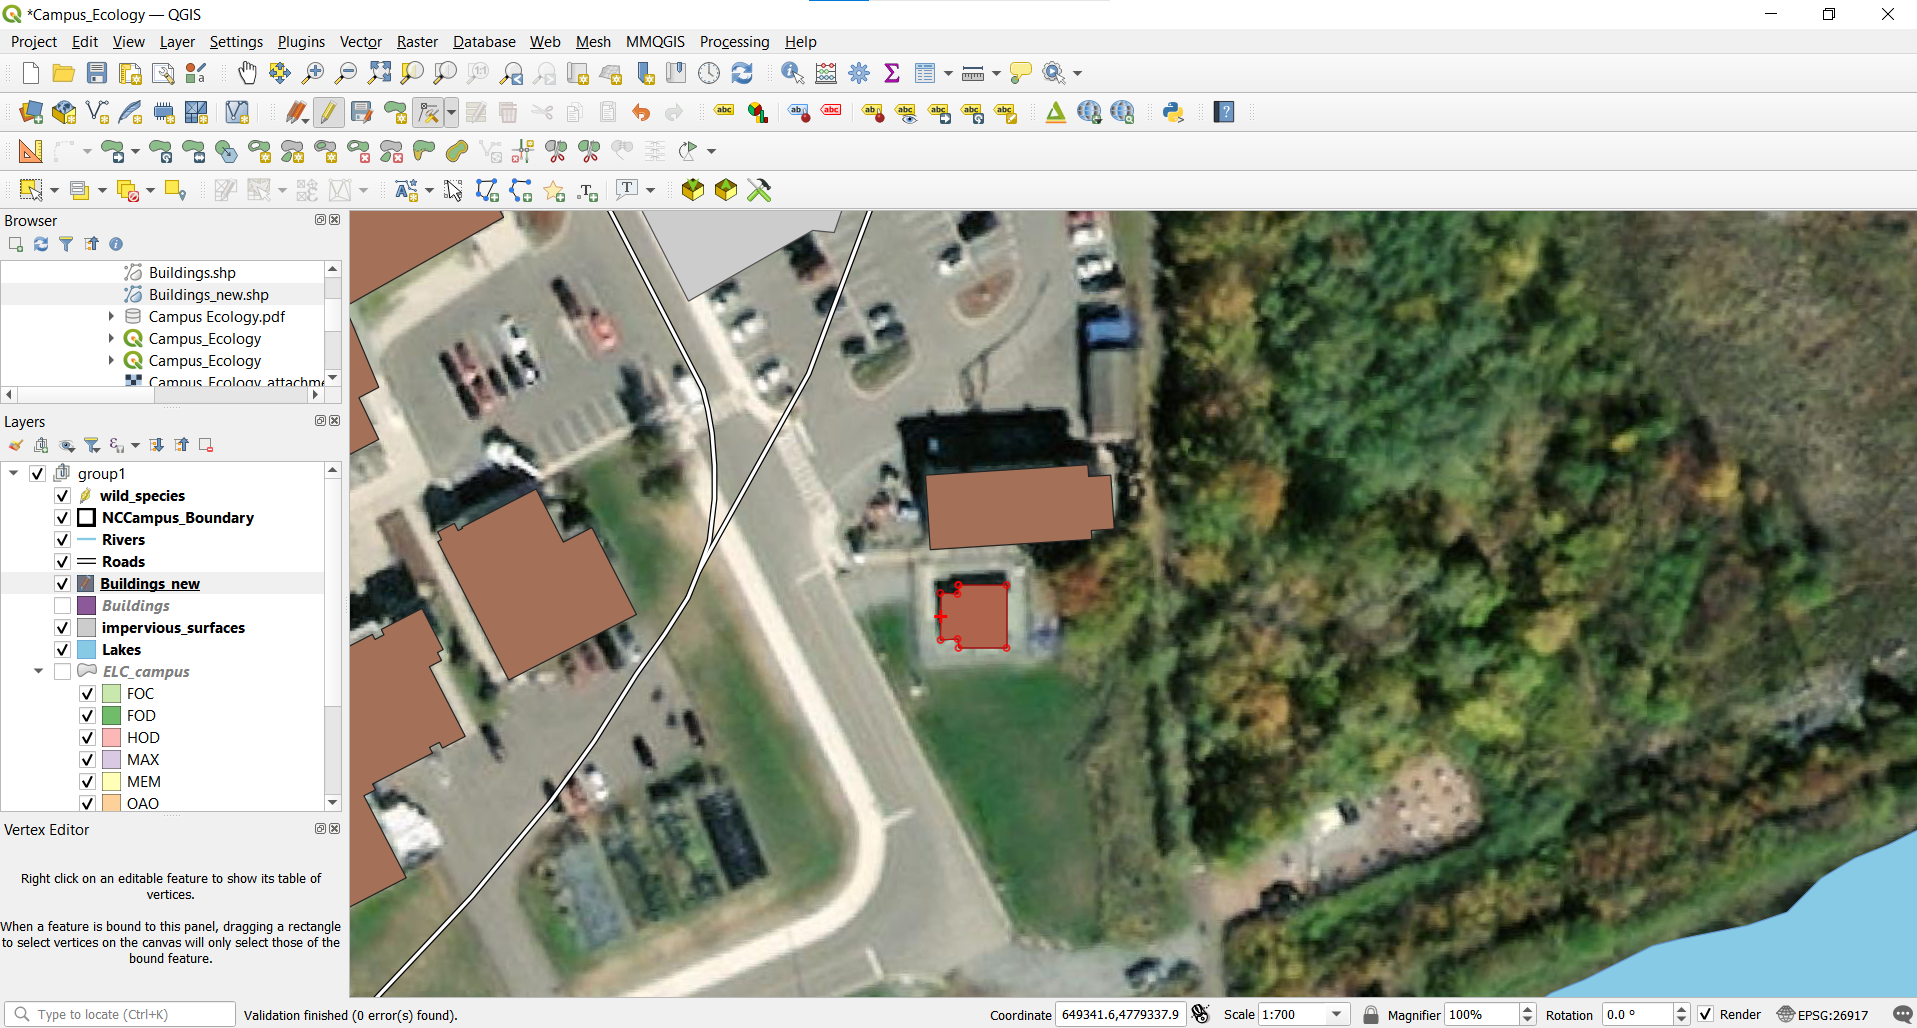 *Campus_Ecology — QGIS
Project Edit View Layer Settings Plugins Vector Raster Database Web Mesh MMQGIS Processing Help
Browser
Buildings.shp
Buildings_new.shp
Campus Ecology.pdf
Campus_Ecology
Campus_Ecology
Campus_Ecology_attachme
Layers
group1
wild_species
NCCampus_Boundary
Rivers
Roads
Buildings_new
Buildings
impervious_surfaces
Lakes
ELC_campus
FOC
FOD
HOD
MAX
MEM
OAO
Vertex Editor
Right click on an editable feature to show its table of
vertices.
When a feature is bound to this panel, dragging a rectangle
to select vertices on the canvas will only select those of the
bound feature.
Type to locate (Ctrl+K) Validation finished (0 error(s) found). Coordinate 649341.6,4779337.9 Scale 1:700 Magnifier 100% Rotation 0.0 ° Render EPSG:26917